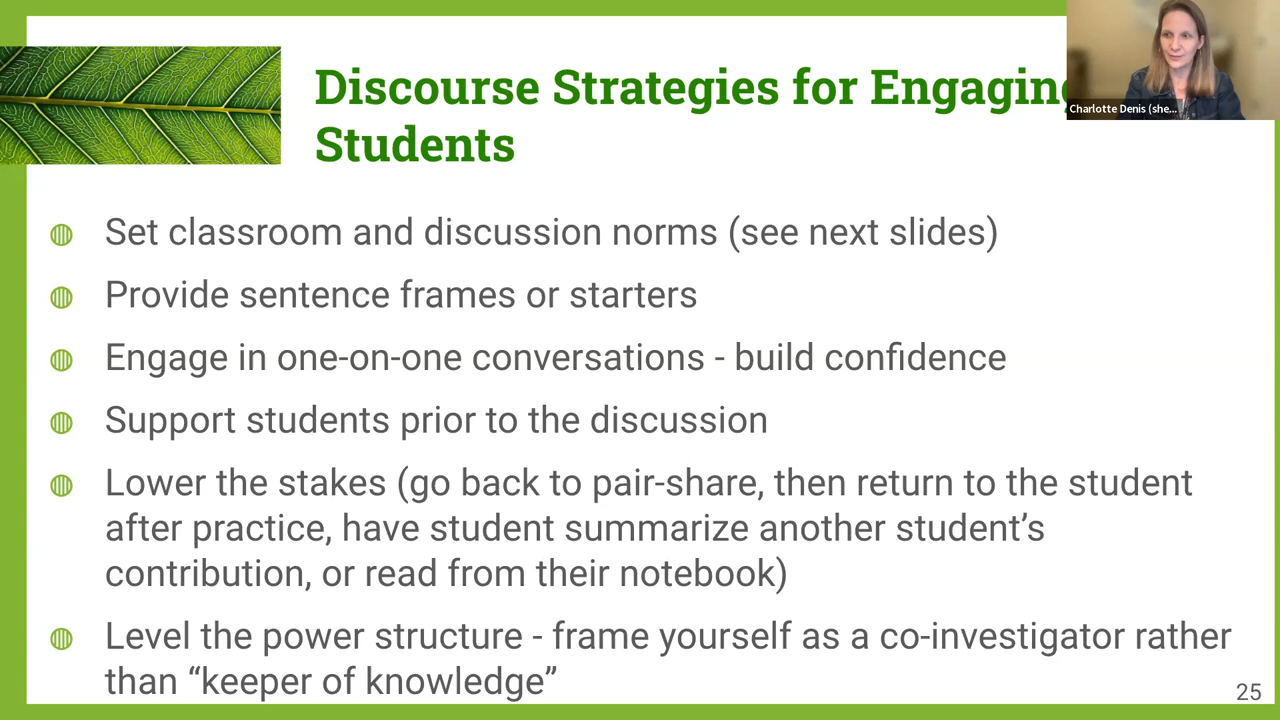 Discourse Strategies for Engaging
Students
Charlotte Denis (she...
Set classroom and discussion norms (see next slides)
Provide sentence frames or starters
Engage in one-on-one conversations - build confidence
Support students prior to the discussion
Lower the stakes (go back to pair-share, then return to the student
after practice, have student summarize another student’s
contribution, or read from their notebook)
Level the power structure - frame yourself as a co-investigator rather
than “keeper of knowledge”
25